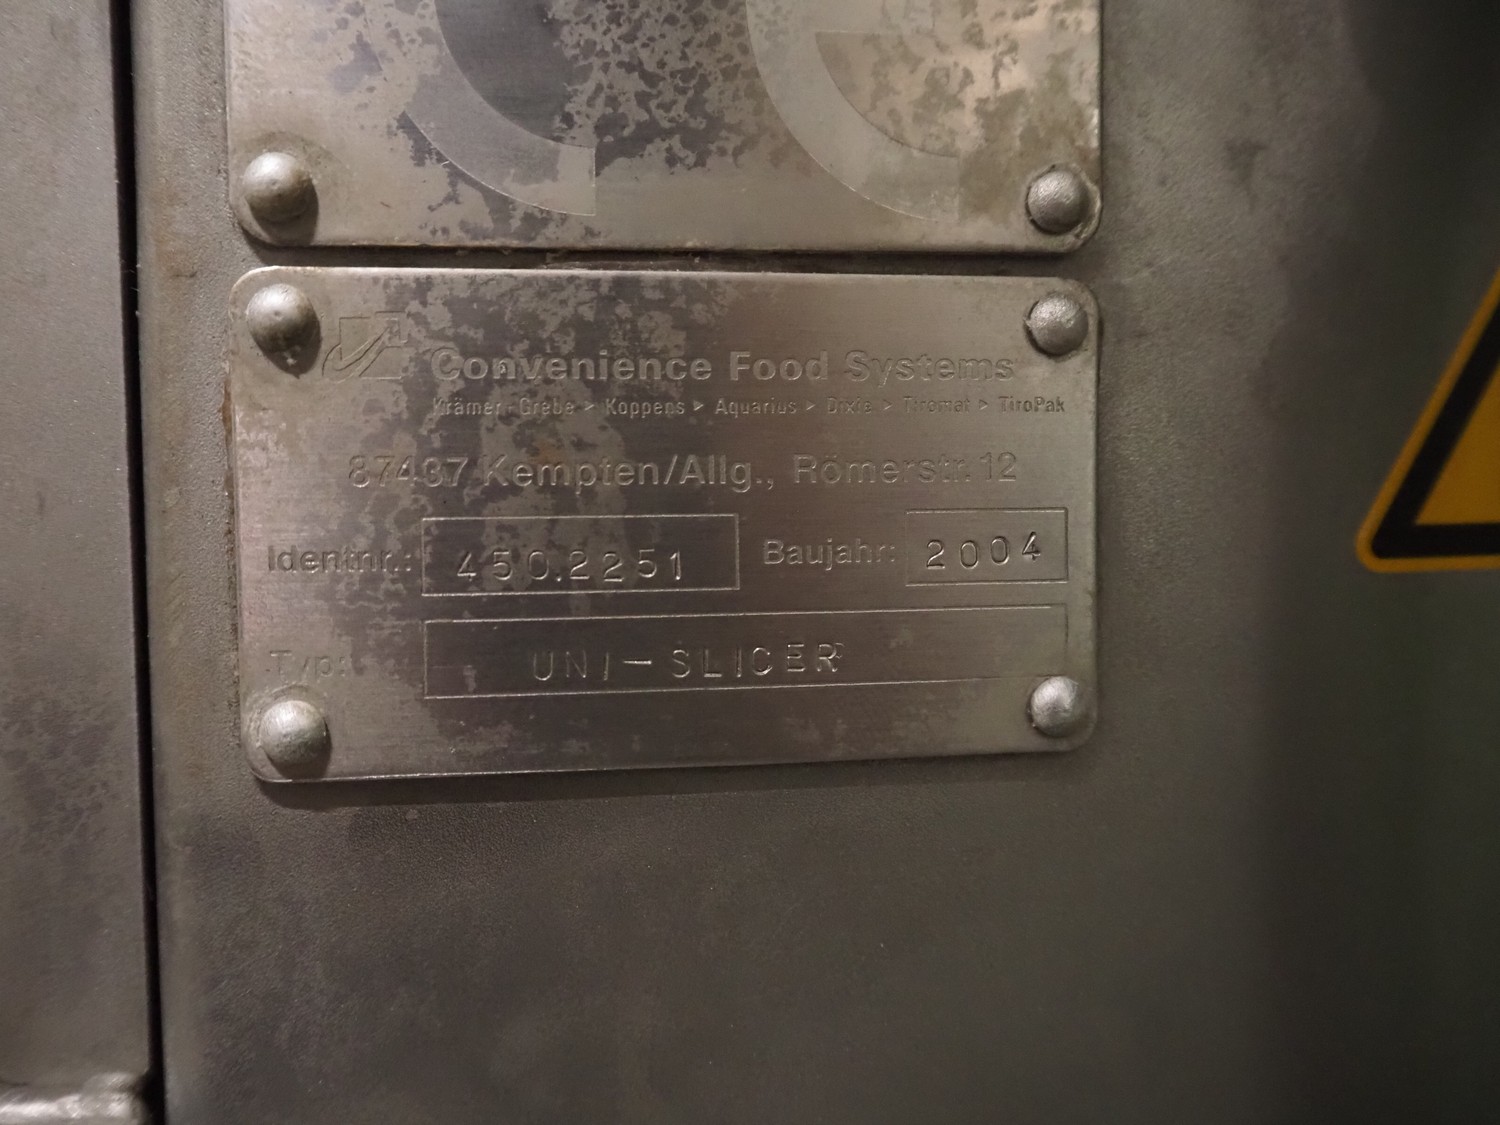 CE
Convenience Food Systems
Krämer+Grebe > Koppens > Aquarius > Dixie > Tiromat > TiroPak
87437 Kempten/Allg., Römerstr. 12
Identnr.: 450.2251 Baujahr: 2004
Typ: UNI-SLICER